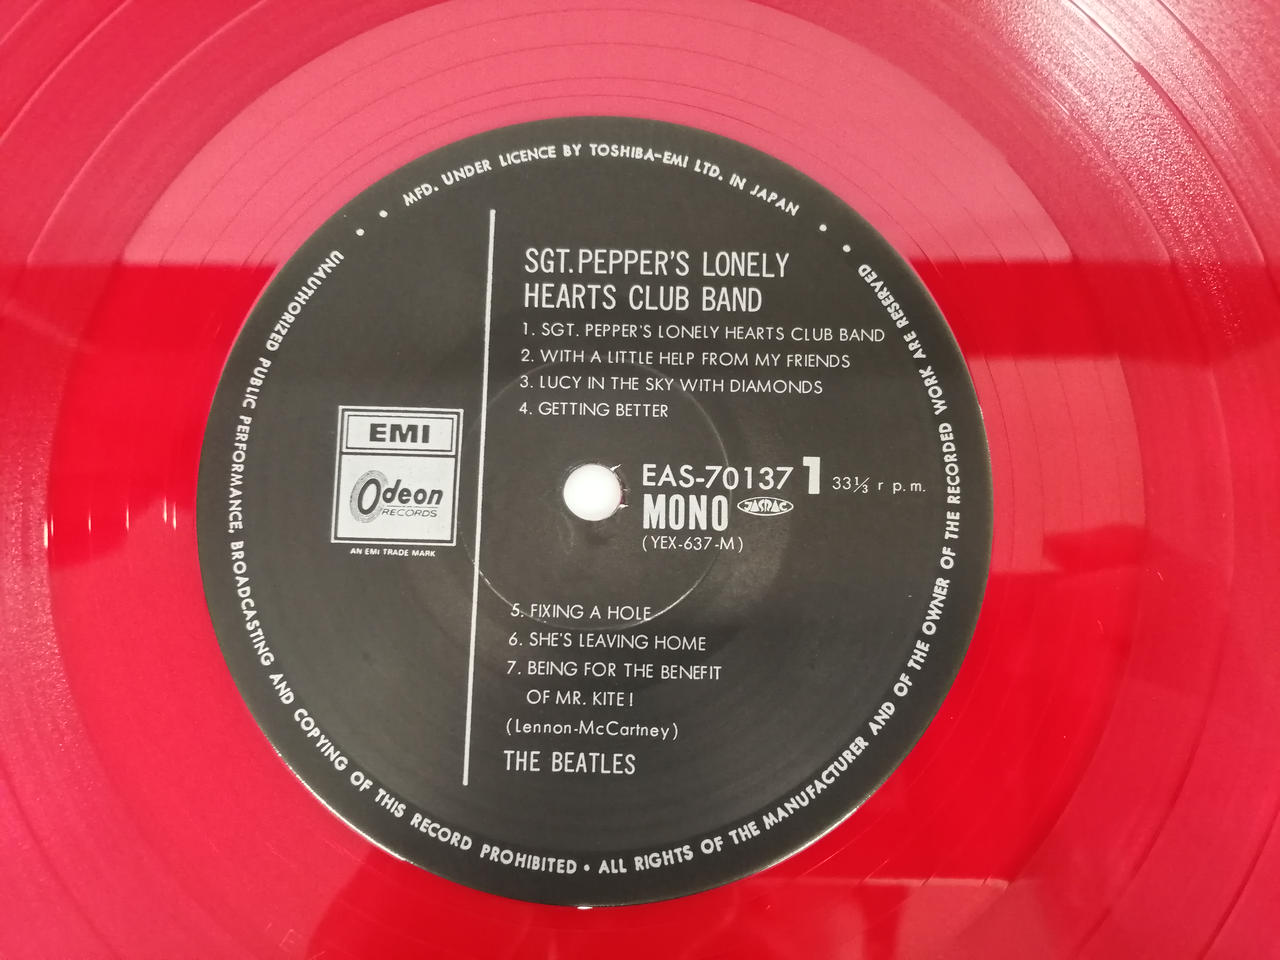 MFD. UNDER LICENCE BY TOSHIBA-EMI LTD. IN JAPAN
SGT. PEPPER'S LONELY
HEARTS CLUB BAND
1. SGT. PEPPER'S LONELY HEARTS CLUB BAND
2. WITH A LITTLE HELP FROM MY FRIENDS
3. LUCY IN THE SKY WITH DIAMONDS
4. GETTING BETTER
EMI
Odeon
RECORDS
AN EMI TRADE MARK
EAS-70137 1 33⅓ r p.m.
MONO JASRAC
(YEX-637-M)
5. FIXING A HOLE
6. SHE'S LEAVING HOME
7. BEING FOR THE BENEFIT
OF MR. KITE!
(Lennon-McCartney)
THE BEATLES
UNAUTHORIZED PUBLIC PERFORMANCE, BROADCASTING AND COPYING OF THIS RECORD PROHIBITED • ALL RIGHTS OF THE MANUFACTURER AND OF THE OWNER OF THE RECORDED WORK ARE RESERVED